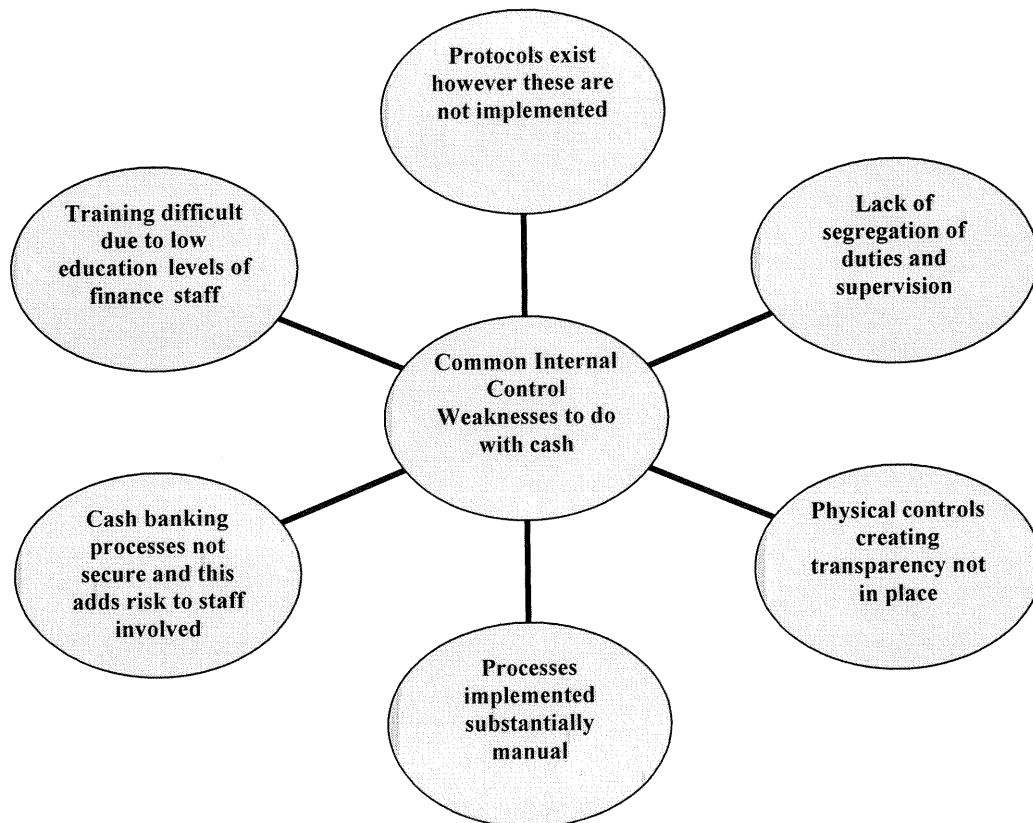 Protocols exist
however these are
not implemented
Training difficult
due to low
education levels of
finance staff
Lack of
segregation of
duties and
supervision
Common Internal
Control
Weaknesses to do
with cash
Cash banking
processes not
secure and this
adds risk to staff
involved
Physical controls
creating
transparency not
in place
Processes
implemented
substantially
manual